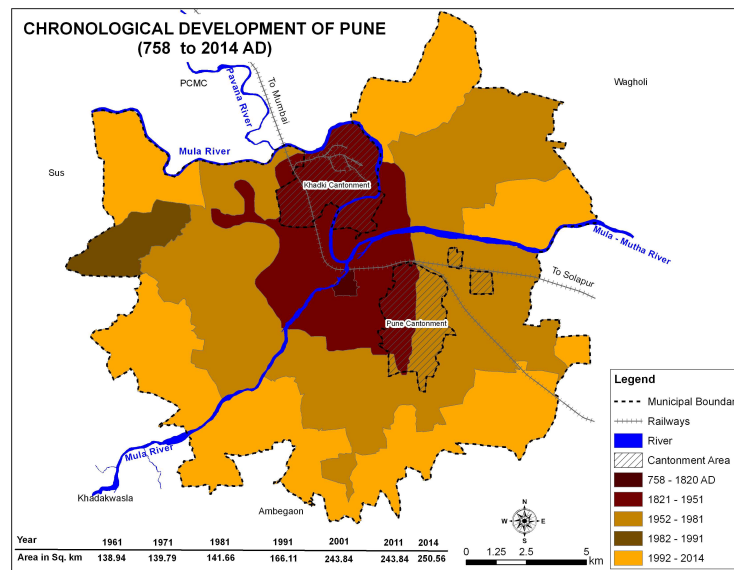 CHRONOLOGICAL DEVELOPMENT OF PUNE
(758 to 2014 AD)
PCMC
Pavana River
To Mumbai
Wagholi
Mula River
Sus
Khadki Cantonment
Mula - Mutha River
To Solapur
Pune Cantonment
Mula River
Khadakwasla
Ambegaon
Legend
Municipal Boundar
Railways
River
Cantonment Area
758 - 1820 AD
1821 - 1951
1952 - 1981
1982 - 1991
1992 - 2014
N
W E
S
Year 1961 1971 1981 1991 2001 2011 2014
Area in Sq. km 138.94 139.79 141.66 166.11 243.84 243.84 250.56
0 1.25 2.5 5
km